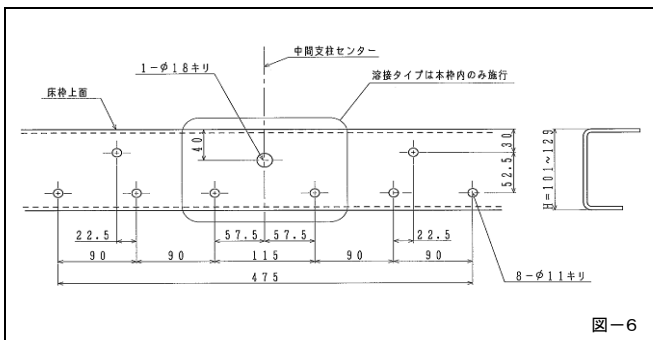 中間支柱センター
1-φ18キリ
溶接タイプは本枠内のみ施行
床枠上面
40
30
52.5
H=101~129
22.5
57.5
57.5
22.5
90
90
115
90
90
475
8-φ11キリ
図-6